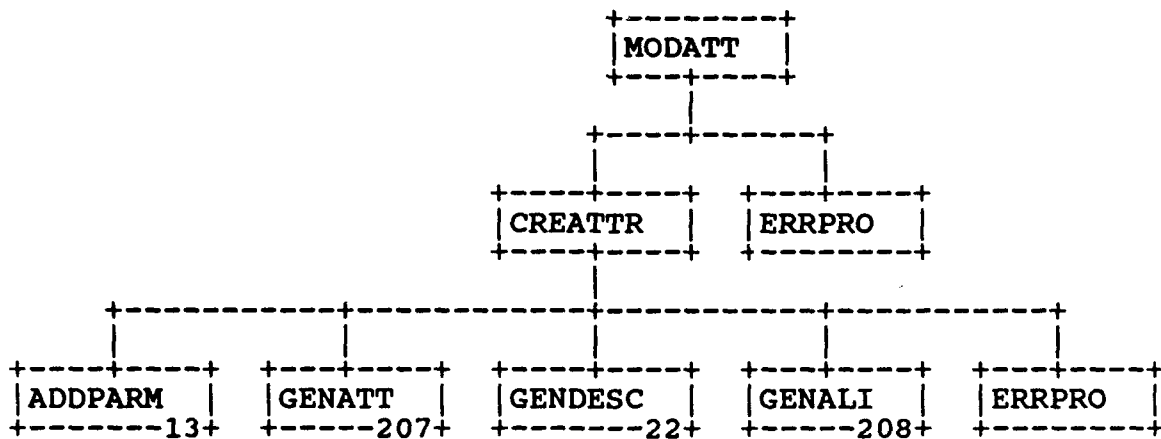 MODATT
CREATTR ERRPRO
ADDPARM GENATT GENDESC GENALI ERRPRO
13 207 22 208